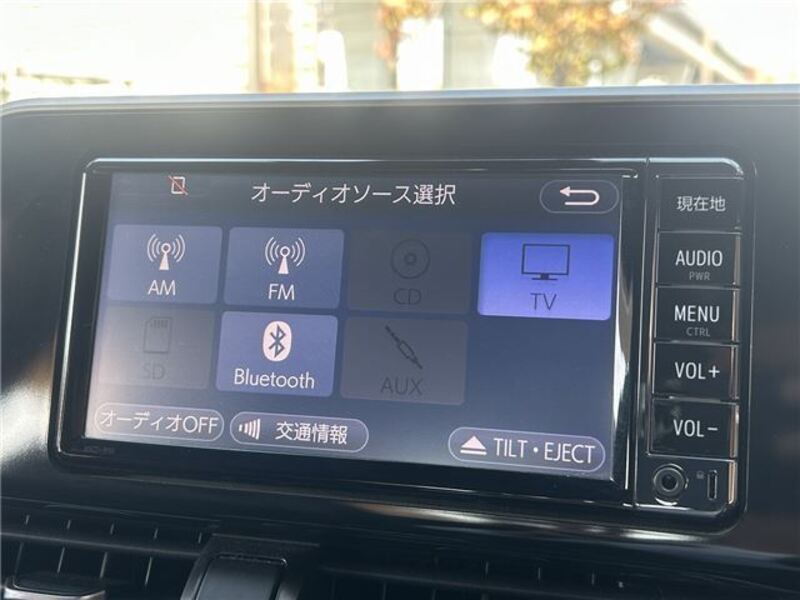 オーディオソース選択
AM
FM
CD
TV
SD
Bluetooth
AUX
オーディオOFF
交通情報
TILT・EJECT
現在地
AUDIO
PWR
MENU
CTRL
VOL+
VOL-